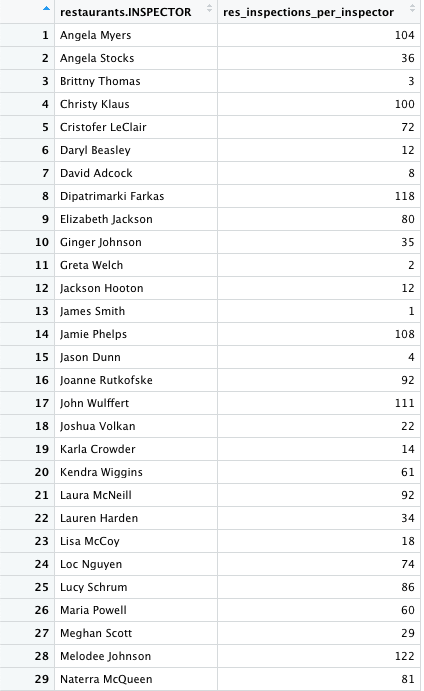 restaurants.INSPECTOR res_inspections_per_inspector
1 Angela Myers 104
2 Angela Stocks 36
3 Brittny Thomas 3
4 Christy Klaus 100
5 Cristofer LeClair 72
6 Daryl Beasley 12
7 David Adcock 8
8 Dipatrimarki Farkas 118
9 Elizabeth Jackson 80
10 Ginger Johnson 35
11 Greta Welch 2
12 Jackson Hooton 12
13 James Smith 1
14 Jamie Phelps 108
15 Jason Dunn 4
16 Joanne Rutkofske 92
17 John Wulffert 111
18 Joshua Volkan 22
19 Karla Crowder 14
20 Kendra Wiggins 61
21 Laura McNeill 92
22 Lauren Harden 34
23 Lisa McCoy 18
24 Loc Nguyen 74
25 Lucy Schrum 86
26 Maria Powell 60
27 Meghan Scott 29
28 Melodee Johnson 122
29 Naterra McQueen 81